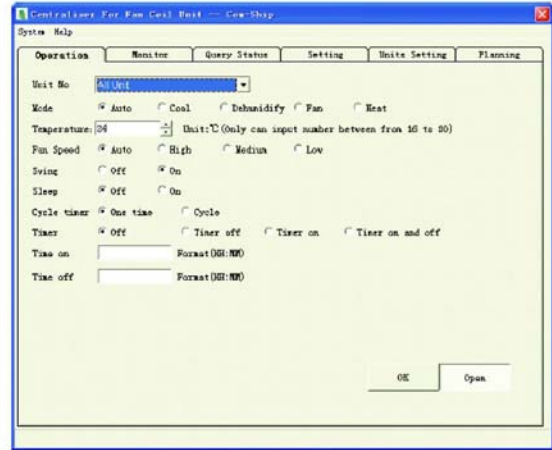 Centraliser For Fan Coil Unit -- Com-Ship
System Help
Operation Monitor Query Status Setting Units Setting Planning
Unit No All Unit
Mode Auto Cool Dehumidify Fan Heat
Temperature: 24 Unit:℃(Only can input number between from 16 to 30)
Fan Speed Auto High Medium Low
Swing Off On
Sleep Off On
Cycle timer One time Cycle
Timer Off Timer off Timer on Timer on and off
Time on Format(HH:MM)
Time off Format(HH:MM)
OK Open